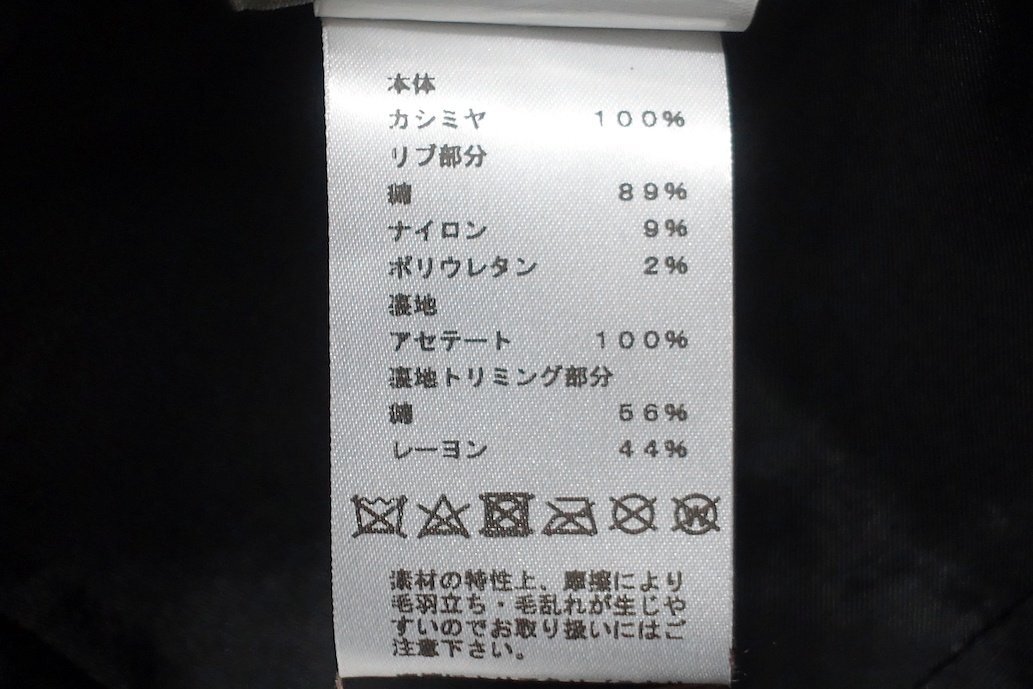 本体
カシミヤ １００％
リブ部分
綿 ８９％
ナイロン ９％
ポリウレタン ２％
裏地
アセテート １００％
裏地トリミング部分
綿 ５６％
レーヨン ４４％
W
素材の特性上、摩擦により
毛羽立ち・毛乱れが生じや
すいのでお取り扱いにはご
注意下さい。